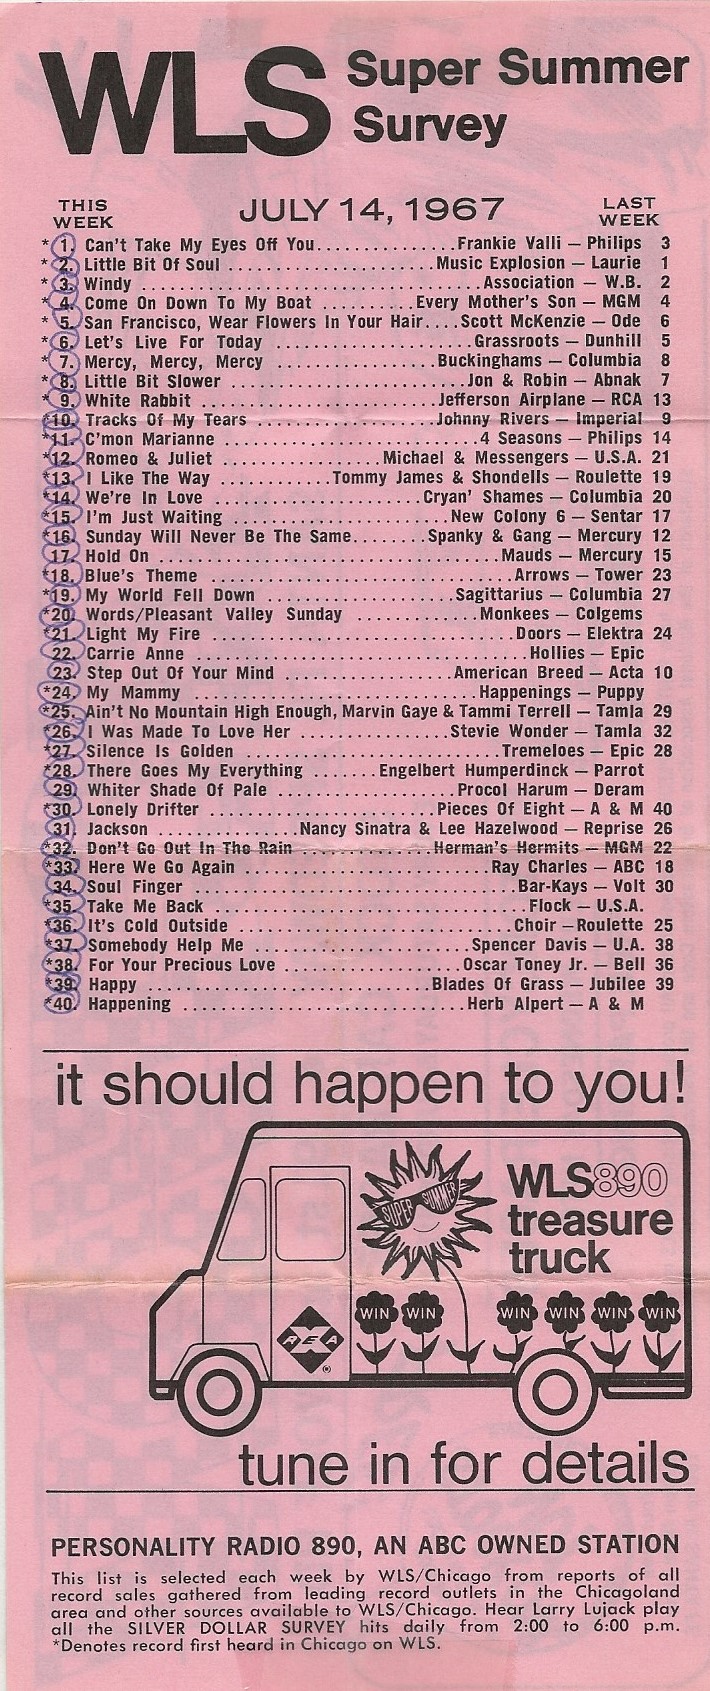 WLS Super Summer
Survey
THIS WEEK JULY 14, 1967 LAST WEEK
* 1. Can't Take My Eyes Off You................Frankie Valli — Philips 3
* 2. Little Bit Of Soul ........................Music Explosion — Laurie 1
* 3. Windy ..........................................Association — W.B. 2
* 4. Come On Down To My Boat ..........Every Mother's Son — MGM 4
* 5. San Francisco, Wear Flowers In Your Hair....Scott McKenzie — Ode 6
* 6. Let's Live For Today ........................Grassroots — Dunhill 5
* 7. Mercy, Mercy, Mercy ..................Buckinghams — Columbia 8
* 8. Little Bit Slower ...........................Jon & Robin — Abnak 7
* 9. White Rabbit ............................Jefferson Airplane — RCA 13
*10. Tracks Of My Tears .....................Johnny Rivers — Imperial 9
*11. C'mon Marianne ..............................4 Seasons — Philips 14
*12. Romeo & Juliet ..................Michael & Messengers — U.S.A. 21
*13. I Like The Way ............Tommy James & Shondells — Roulette 19
*14. We're In Love .........................Cryan' Shames — Columbia 20
*15. I'm Just Waiting .........................New Colony 6 — Sentar 17
*16. Sunday Will Never Be The Same........Spanky & Gang — Mercury 12
17. Hold On .......................................Mauds — Mercury 15
*18. Blue's Theme ..................................Arrows — Tower 23
*19. My World Fell Down .....................Sagittarius — Columbia 27
*20. Words/Pleasant Valley Sunday .............Monkees — Colgems
*21. Light My Fire ..................................Doors — Elektra 24
22. Carrie Anne ......................................Hollies — Epic
23. Step Out Of Your Mind .................American Breed — Acta 10
*24. My Mammy ................................Happenings — Puppy
*25. Ain't No Mountain High Enough, Marvin Gaye & Tammi Terrell — Tamla 29
*26. I Was Made To Love Her ................Stevie Wonder — Tamla 32
*27. Silence Is Golden .............................Tremeloes — Epic 28
*28. There Goes My Everything .......Engelbert Humperdinck — Parrot
29. Whiter Shade Of Pale .....................Procol Harum — Deram
*30. Lonely Drifter ..........................Pieces Of Eight — A & M 40
31. Jackson ...............Nancy Sinatra & Lee Hazelwood — Reprise 26
*32. Don't Go Out In The Rain ..............Herman's Hermits — MGM 22
*33. Here We Go Again ...........................Ray Charles — ABC 18
34. Soul Finger ....................................Bar-Kays — Volt 30
*35. Take Me Back ...................................Flock — U.S.A.
*36. It's Cold Outside ..............................Choir —Roulette 25
*37. Somebody Help Me .......................Spencer Davis — U.A. 38
*38. For Your Precious Love ..................Oscar Toney Jr. — Bell 36
*39. Happy ...............................Blades Of Grass — Jubilee 39
*40. Happening ..............................Herb Alpert — A & M
it should happen to you!
SUPER SUMMER
WLS890
treasure
truck
WIN WIN WIN WIN WIN WIN
REA
®
tune in for details
PERSONALITY RADIO 890, AN ABC OWNED STATION
This list is selected each week by WLS/Chicago from reports of all
record sales gathered from leading record outlets in the Chicagoland
area and other sources available to WLS/Chicago. Hear Larry Lujack play
all the SILVER DOLLAR SURVEY hits daily from 2:00 to 6:00 p.m.
*Denotes record first heard in Chicago on WLS.